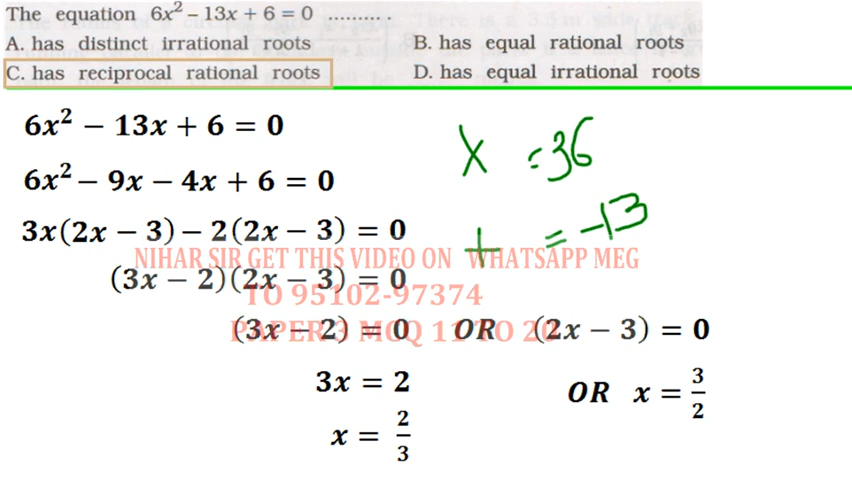 The equation 6x² – 13x + 6 = 0 ..........
A. has distinct irrational roots
B. has equal rational roots
C. has reciprocal rational roots
D. has equal irrational roots
6x² − 13x + 6 = 0
x =36
6x² − 9x − 4x + 6 = 0
3x(2x − 3) − 2(2x − 3) = 0
+ = -13
NIHAR SIR GET THIS VIDEO ON WHATSAPP MEG
(3x − 2)(2x − 3) = 0
TO 95102-97374
(3x − 2) = 0 OR (2x − 3) = 0
PAPER 3 MCQ 11 TO 20
3x = 2
OR x = 3/2
x = 2/3